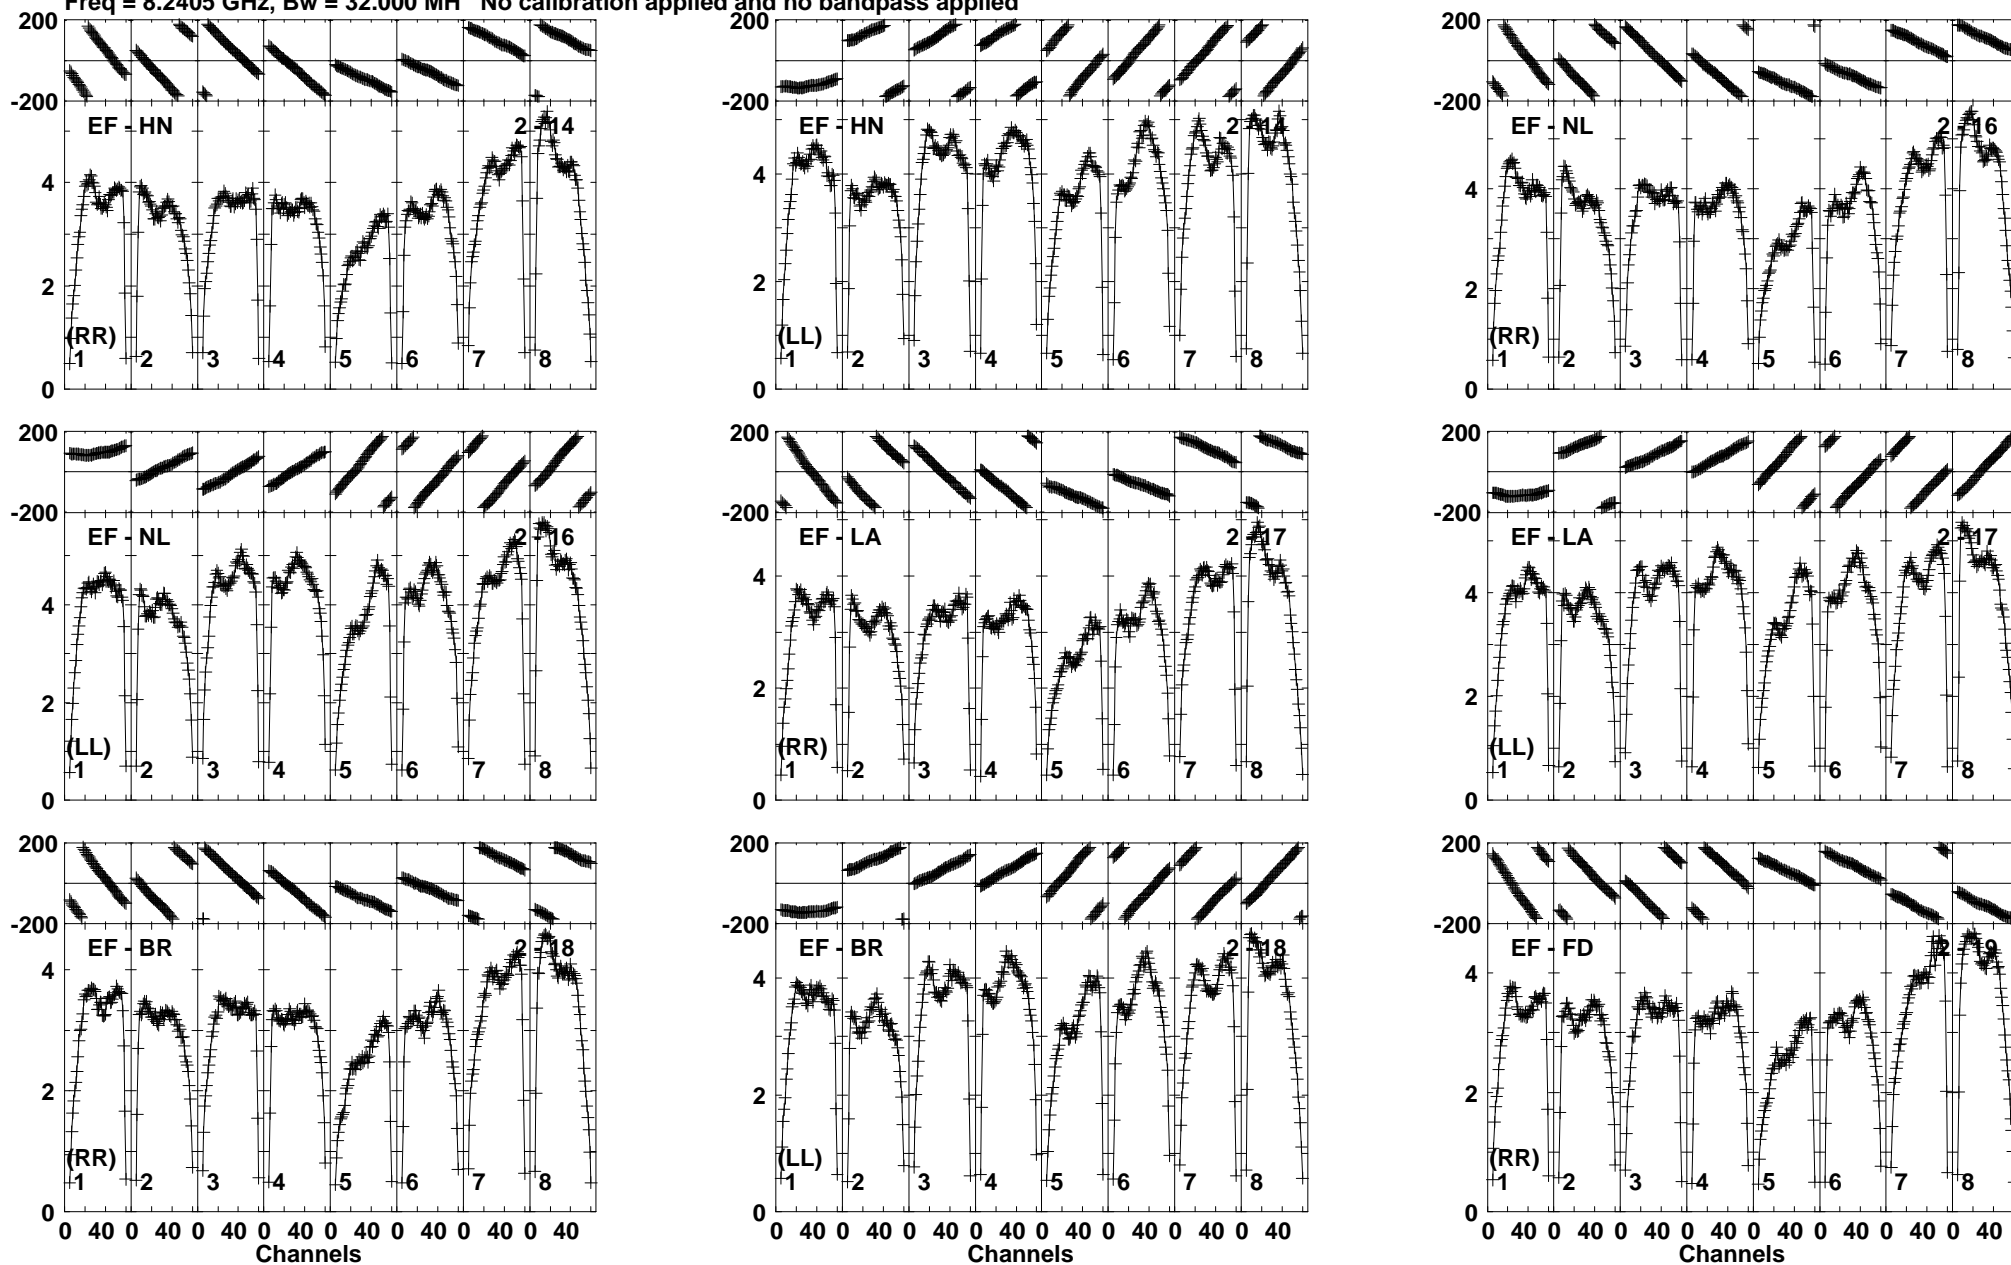 Freq = 8.2405 GHz, Bw = 32.000 MH No calibration applied and no bandpass applied
200 200 200
-200 -200 -200
EF - HN 2 - 14 EF - HN 2 - 14 EF - NL 2 - 16
4 4 4
2 2 2
(RR) (LL) (RR)
1 2 3 4 5 6 7 8 1 2 3 4 5 6 7 8 1 2 3 4 5 6 7 8
0 0 0
200 200 200
-200 -200 -200
EF - NL 2 - 16 EF - LA 2 - 17 EF - LA 2 - 17
4 4 4
2 2 2
(LL) (RR) (LL)
1 2 3 4 5 6 7 8 1 2 3 4 5 6 7 8 1 2 3 4 5 6 7 8
0 0 0
200 200 200
-200 -200 -200
EF - BR 2 - 18 EF - BR 2 - 18 EF - FD 2 - 19
4 4 4
2 2 2
(RR) (LL) (RR)
1 2 3 4 5 6 7 8 1 2 3 4 5 6 7 8 1 2 3 4 5 6 7 8
0 0 0
0 40 0 40 0 40 0 40 0 40 0 40 0 40 0 40 0 40 0 40 0 40 0 40 0 40 0 40 0 40 0 40 0 40 0 40 0 40 0 40 0 40 0 40 0 40 0 40
Channels Channels Channels